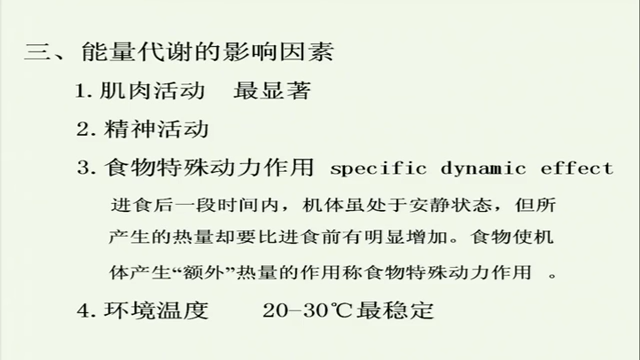 三、能量代谢的影响因素
1.肌肉活动 最显著
2.精神活动
3.食物特殊动力作用 specific dynamic effect
进食后一段时间内，机体虽处于安静状态，但所
产生的热量却要比进食前有明显增加。食物使机
体产生“额外”热量的作用称食物特殊动力作用 。
4.环境温度 20-30℃最稳定